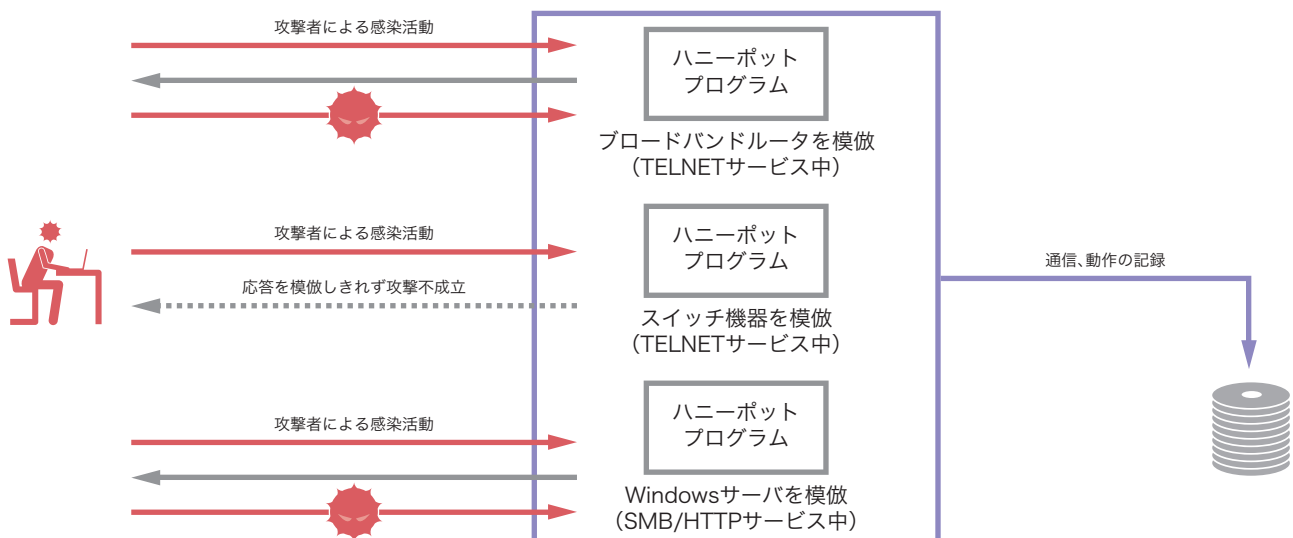 攻撃者による感染活動
ハニーポット
プログラム
ブロードバンドルータを模倣
（TELNETサービス中）
攻撃者による感染活動
応答を模倣しきれず攻撃不成立
ハニーポット
プログラム
スイッチ機器を模倣
（TELNETサービス中）
通信、動作の記録
攻撃者による感染活動
ハニーポット
プログラム
Windowsサーバを模倣
（SMB/HTTPサービス中）